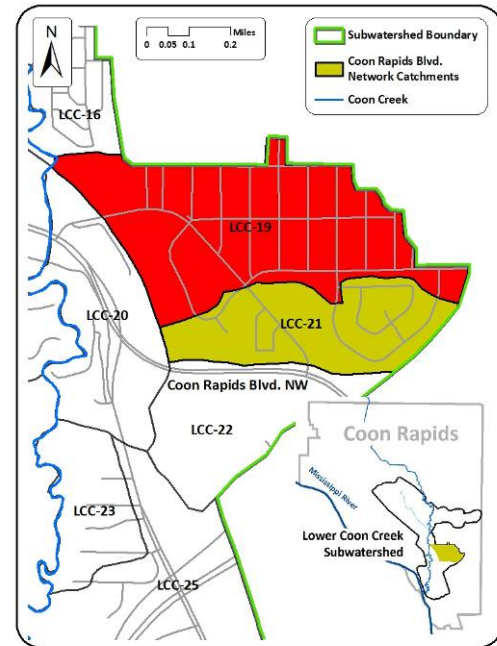 N
Miles
0 0.05 0.1 0.2
Subwatershed Boundary
Coon Rapids Blvd.
Network Catchments
Coon Creek
LCC-16
LCC-19
LCC-20
LCC-21
Coon Rapids Blvd. NW
LCC-22
LCC-23
LCC-25
Coon Rapids
Mississippi River
Lower Coon Creek
Subwatershed